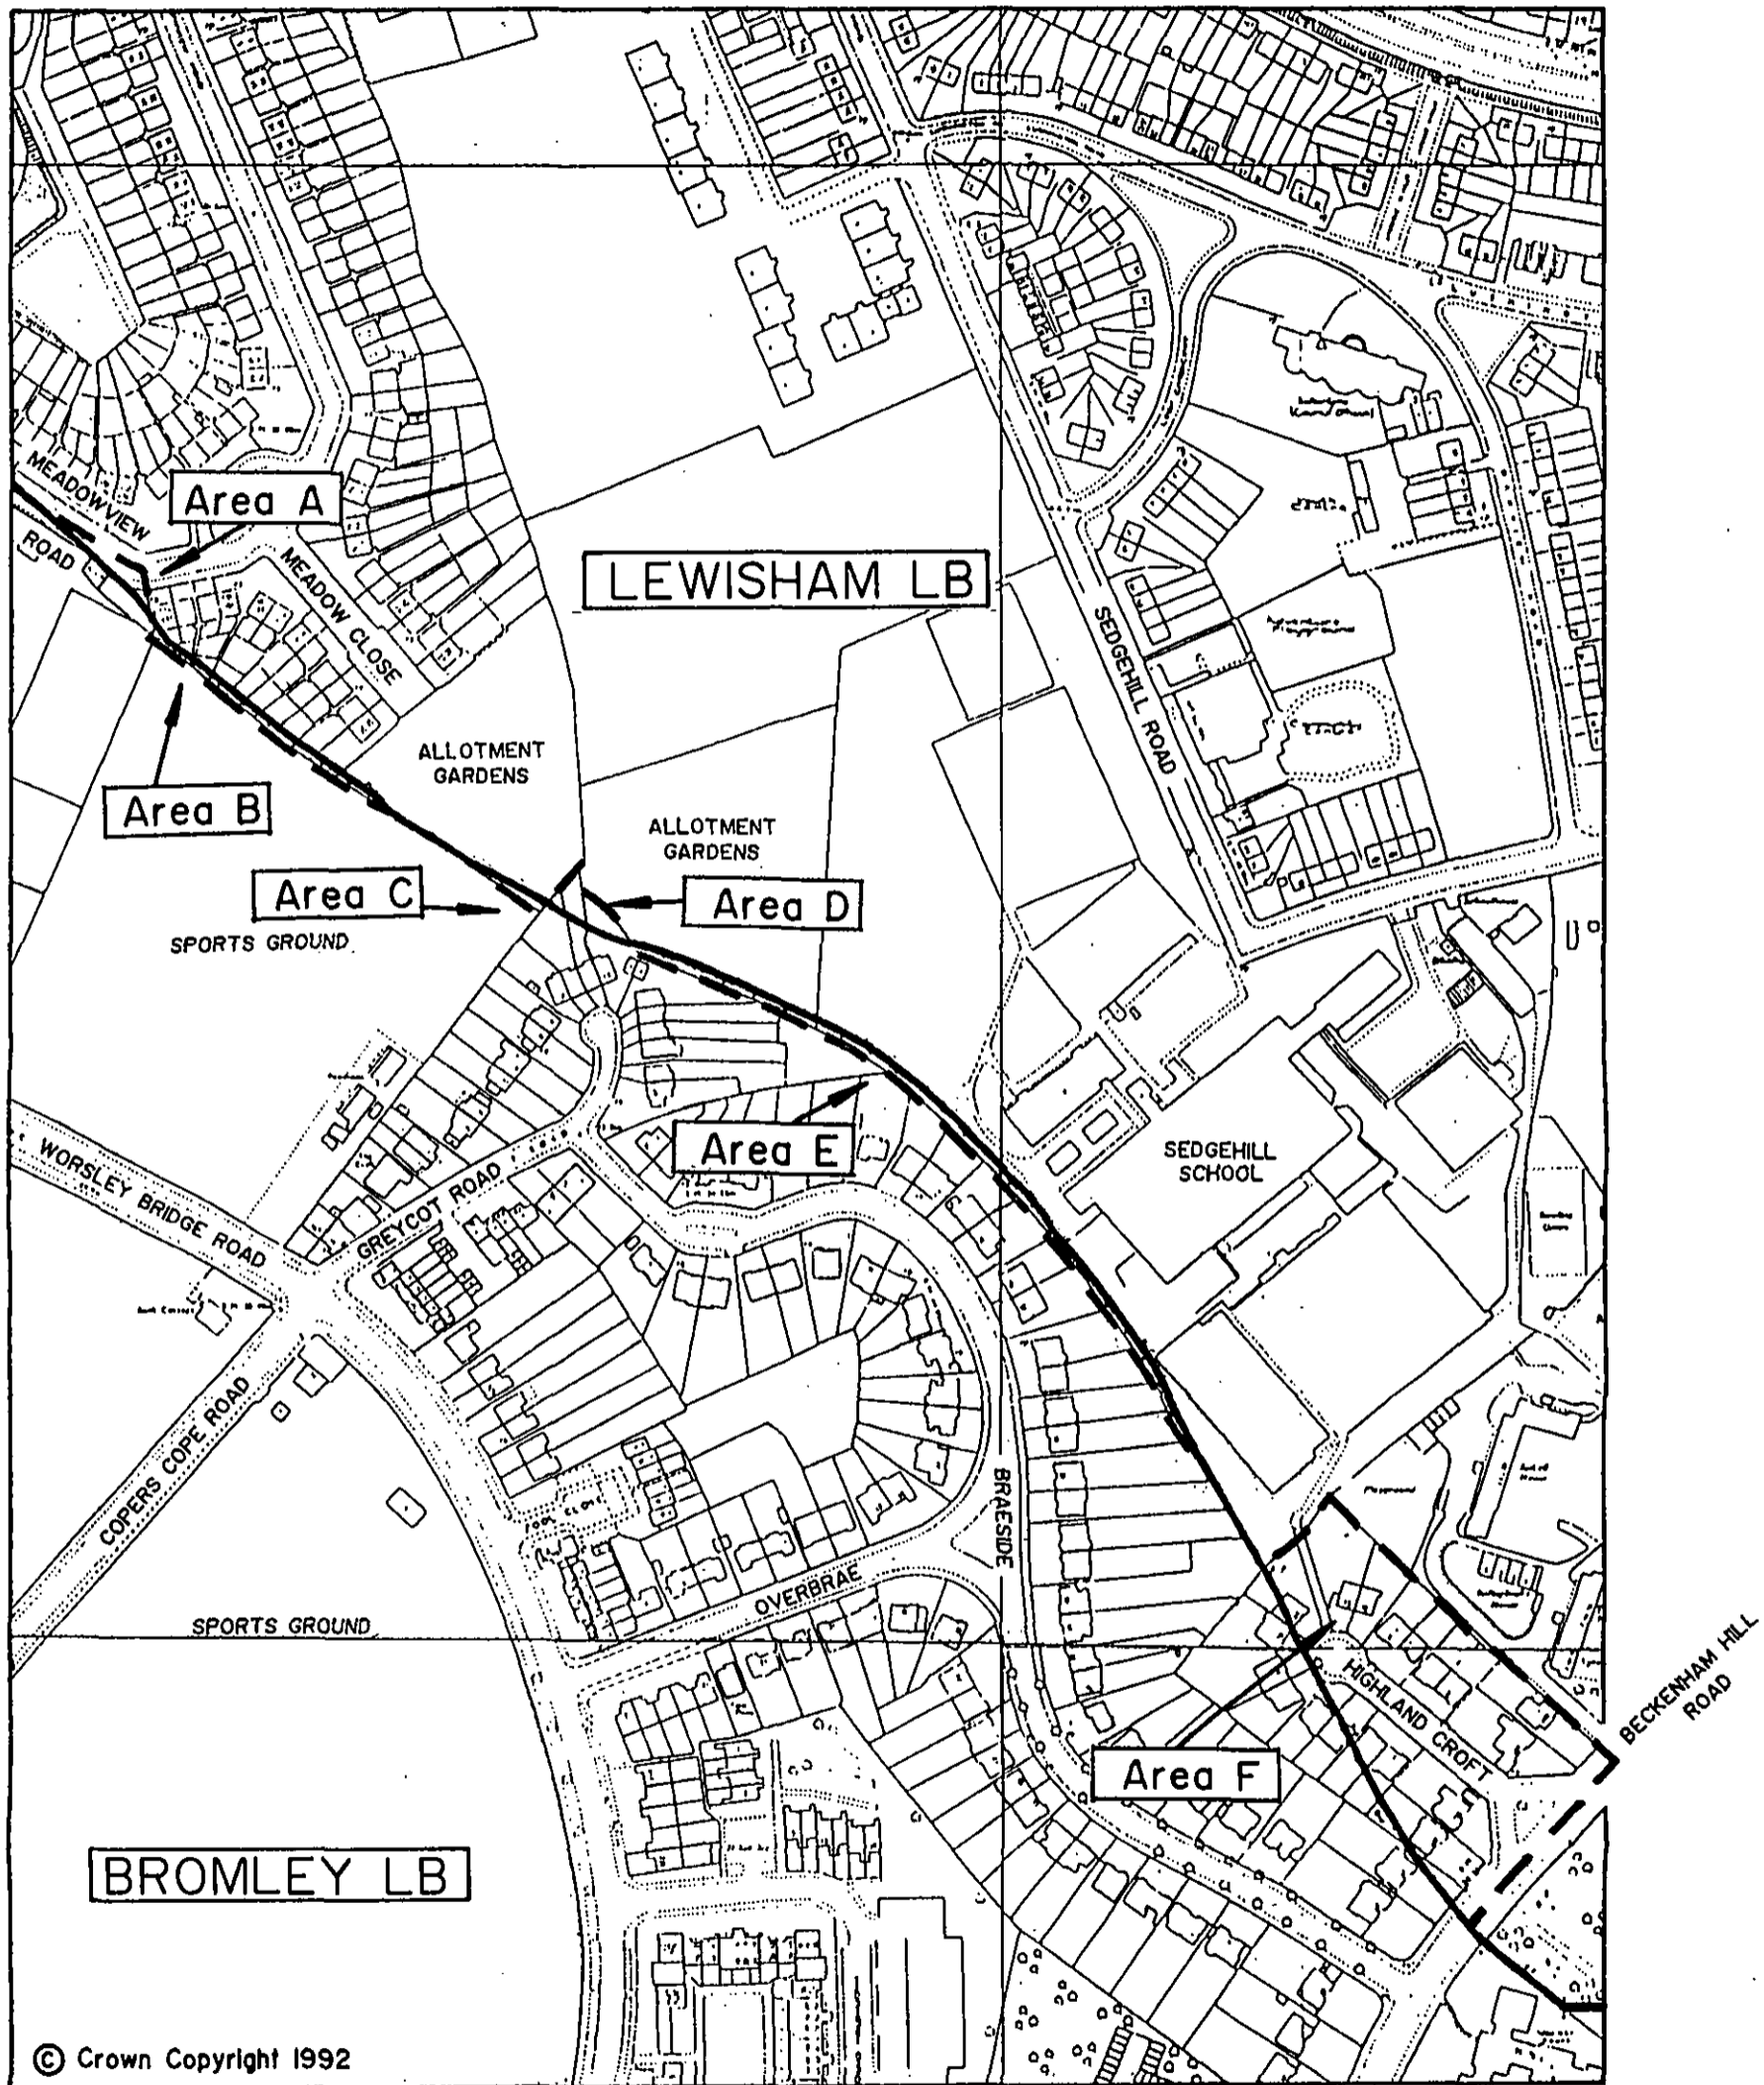 MEADOWVIEW
ROAD
Area A
MEADOW CLOSE
LEWISHAM LB
SEDGEHILL ROAD
Area B
ALLOTMENT
GARDENS
ALLOTMENT
GARDENS
Area C
Area D
SPORTS GROUND
Area E
SEDGEHILL
SCHOOL
WORSLEY BRIDGE ROAD
GREYCOT ROAD
COPERS COPE ROAD
BRAESIDE
OVERBRAE
SPORTS GROUND
HIGHLAND CROFT
BECKENHAM HILL
ROAD
Area F
BROMLEY LB
© Crown Copyright 1992